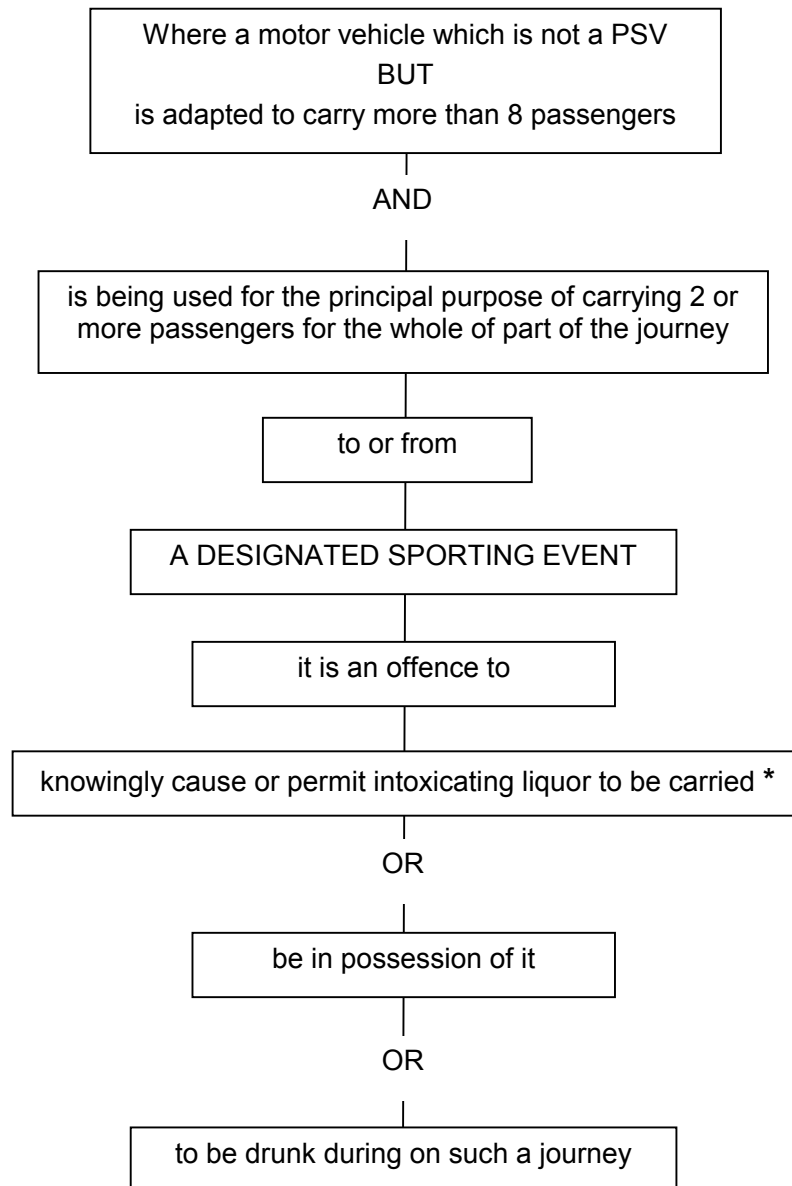 Where a motor vehicle which is not a PSV
BUT
is adapted to carry more than 8 passengers
AND
is being used for the principal purpose of carrying 2 or
more passengers for the whole of part of the journey
to or from
A DESIGNATED SPORTING EVENT
it is an offence to
knowingly cause or permit intoxicating liquor to be carried *
OR
be in possession of it
OR
to be drunk during on such a journey